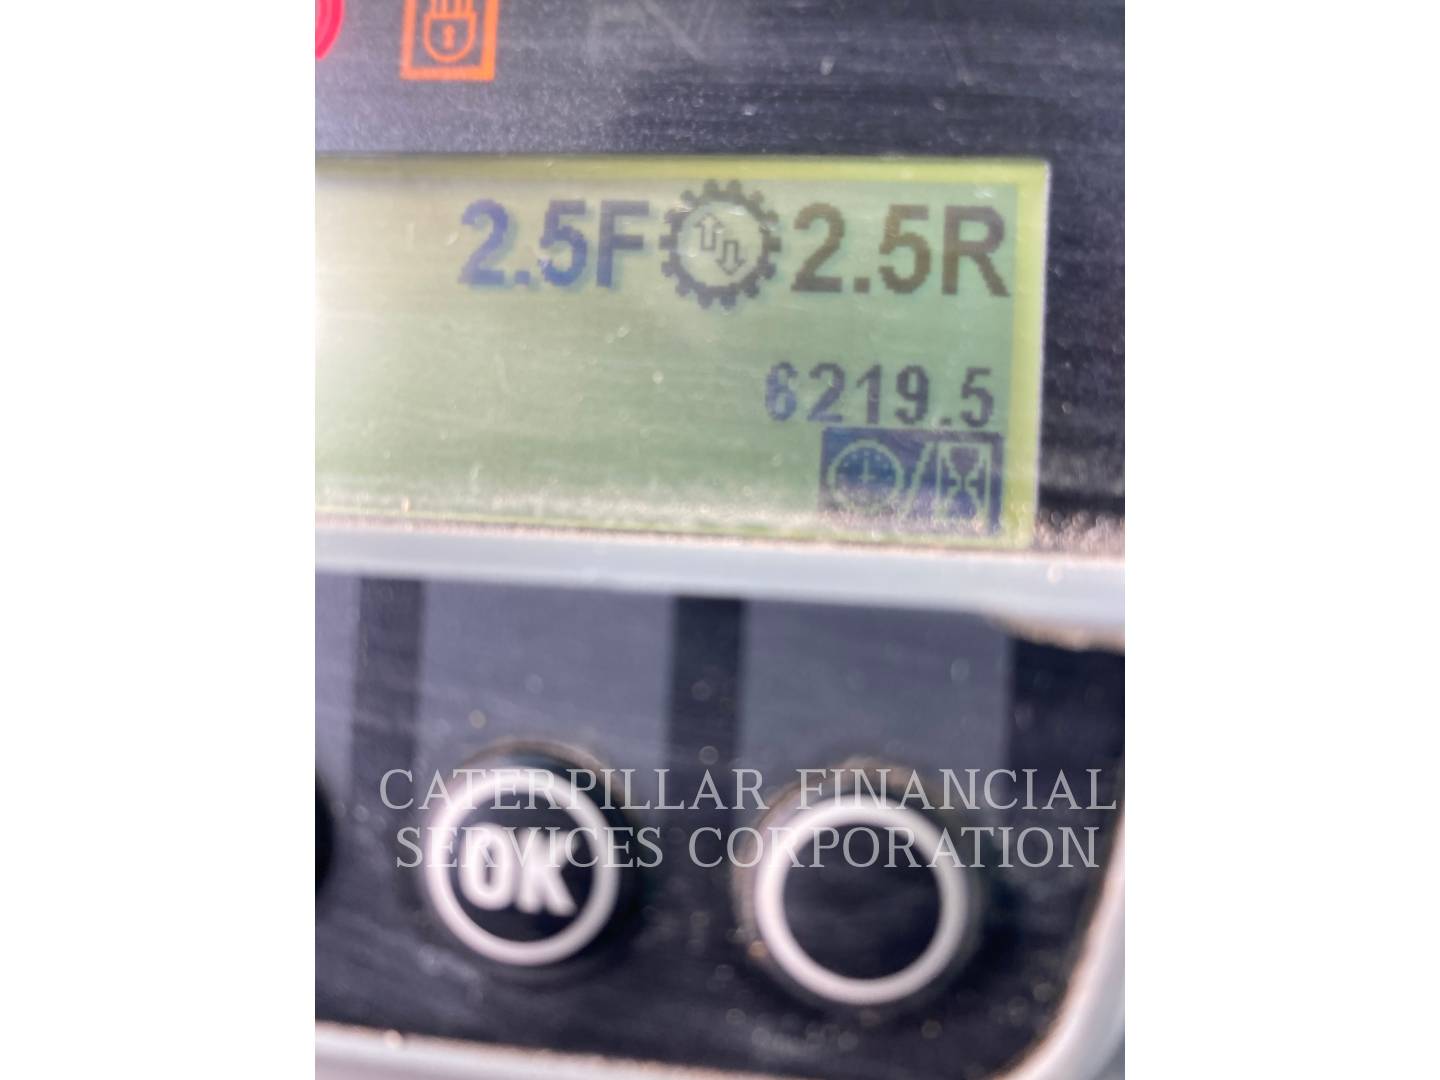 2.5F 2.5R
6219.5
OK
CATERPILLAR FINANCIAL
SERVICES CORPORATION